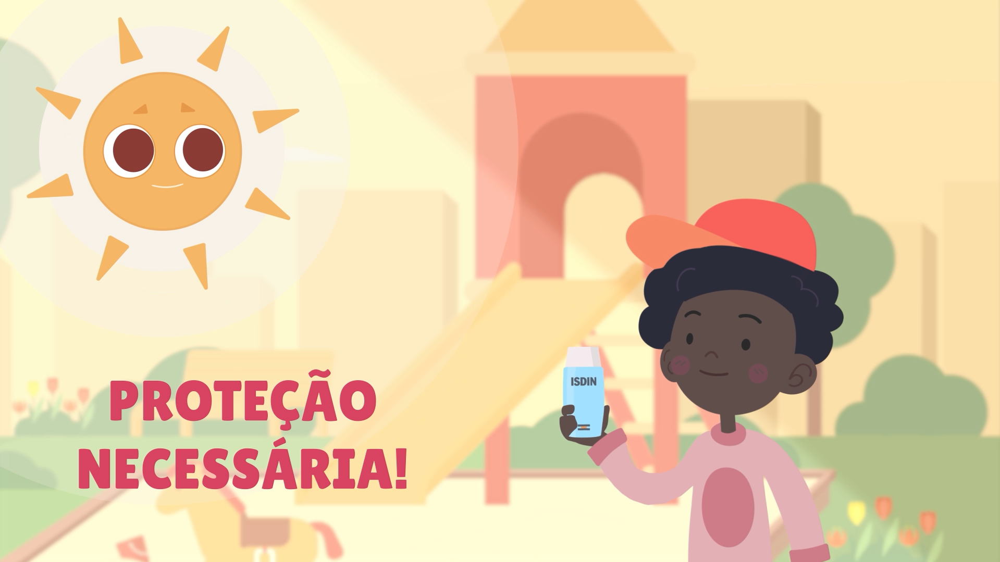 PROTEÇÃO
NECESSÁRIA!
ISDIN